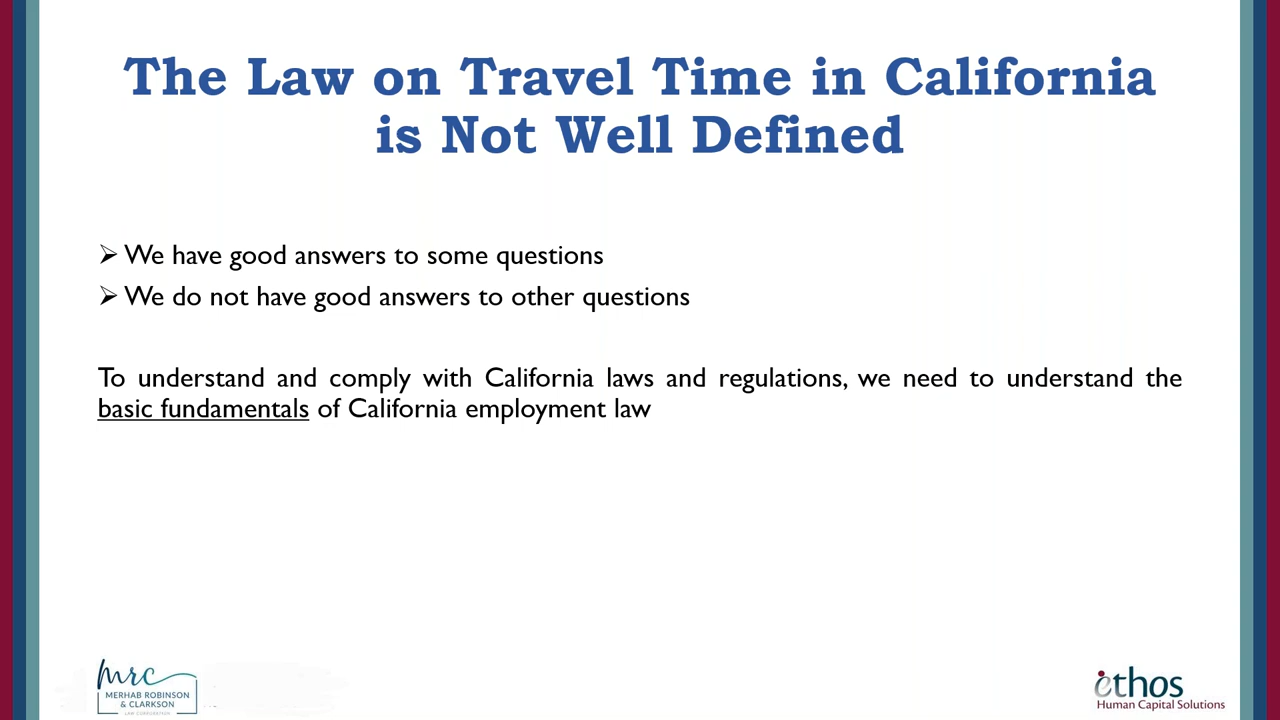 The Law on Travel Time in California
is Not Well Defined
➢ We have good answers to some questions
➢ We do not have good answers to other questions
To understand and comply with California laws and regulations, we need to understand the
basic fundamentals of California employment law
mrc
MERHAB ROBINSON
& CLARKSON
LAW CORPORATION
ethos
Human Capital Solutions